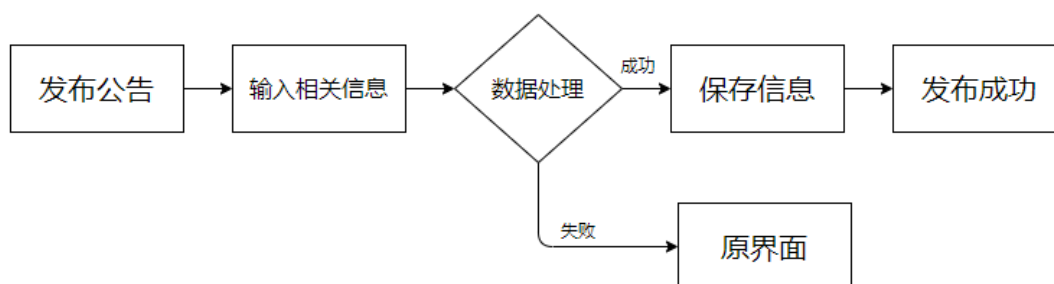 发布公告
输入相关信息
数据处理
成功
保存信息
发布成功
失败
原界面